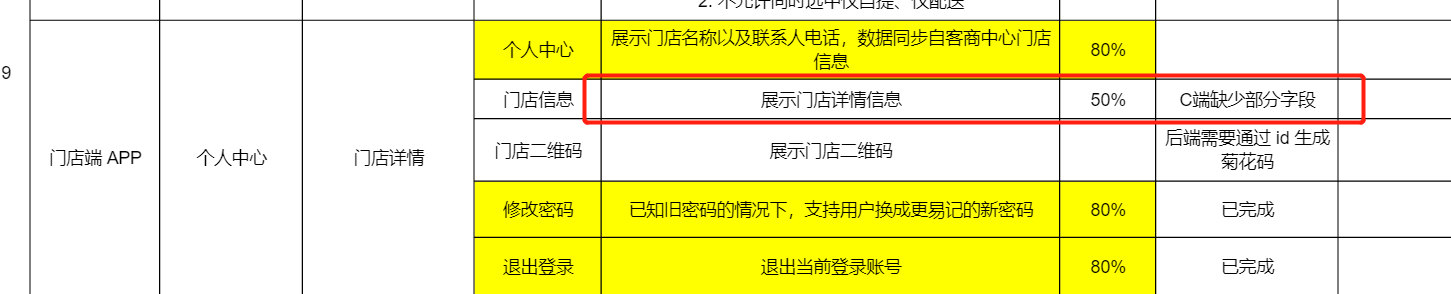 2. 不允许同时选中仅自提、仅配送
9
门店端 APP
个人中心
门店详情
个人中心
展示门店名称以及联系人电话，数据同步自客商中心门店
信息
80%
门店信息
展示门店详情信息
50%
C端缺少部分字段
门店二维码
展示门店二维码
后端需要通过 id 生成
菊花码
修改密码
已知旧密码的情况下，支持用户换成更易记的新密码
80%
已完成
退出登录
退出当前登录账号
80%
已完成